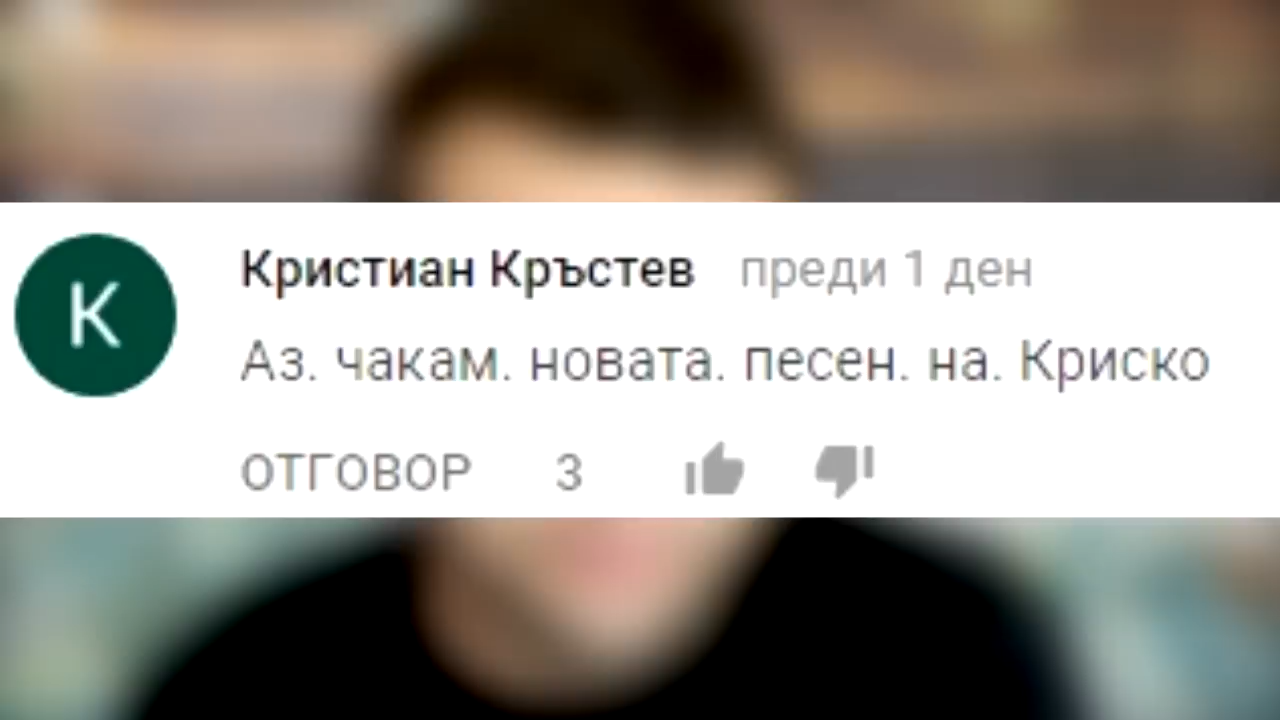 К
Кристиан Кръстев преди 1 ден
Аз. чакам. новата. песен. на. Криско
ОТГОВОР 3